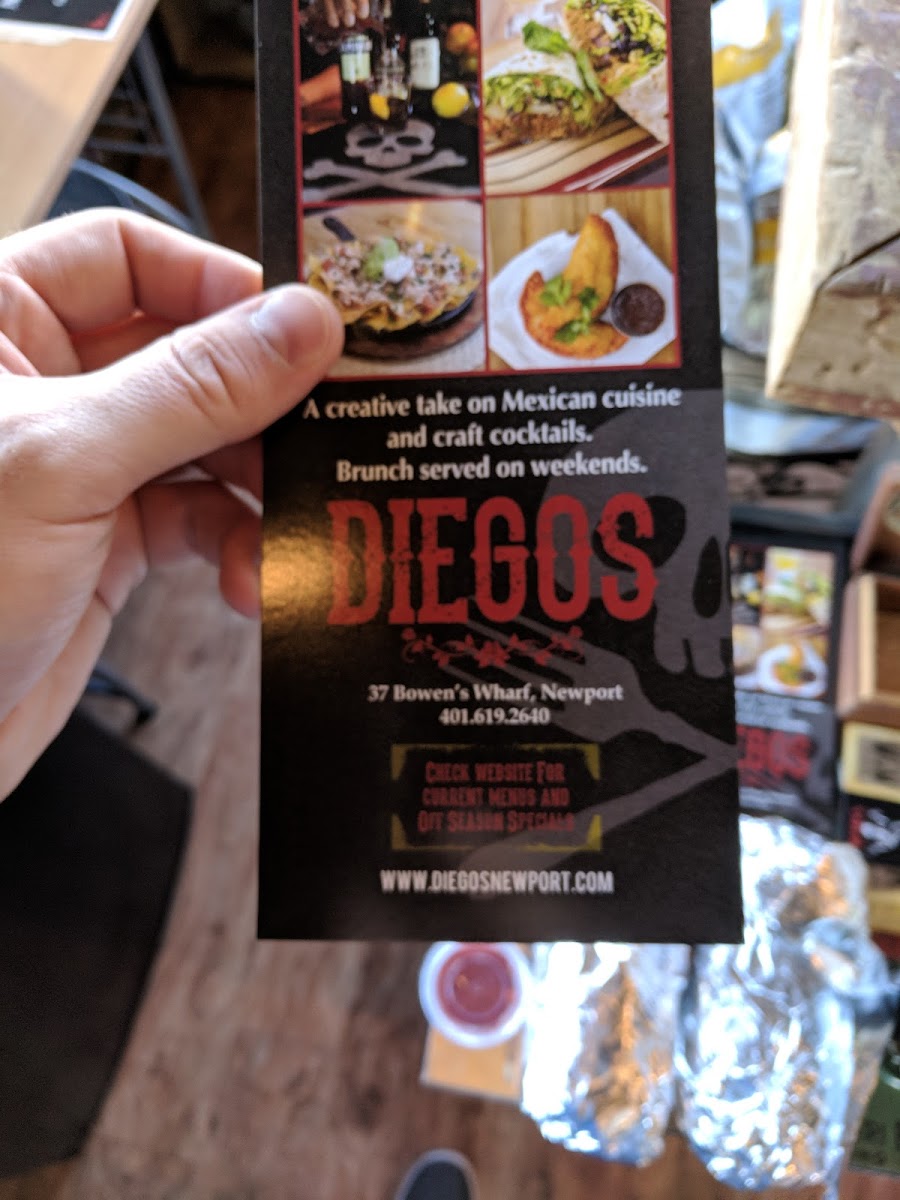 A creative take on Mexican cuisine
and craft cocktails.
Brunch served on weekends.
DIEGOS
37 Bowen's Wharf, Newport
401.619.2640
CHECK WEBSITE FOR
CURRENT MENUS AND
OFF SEASON SPECIALS
WWW.DIEGOSNEWPORT.COM